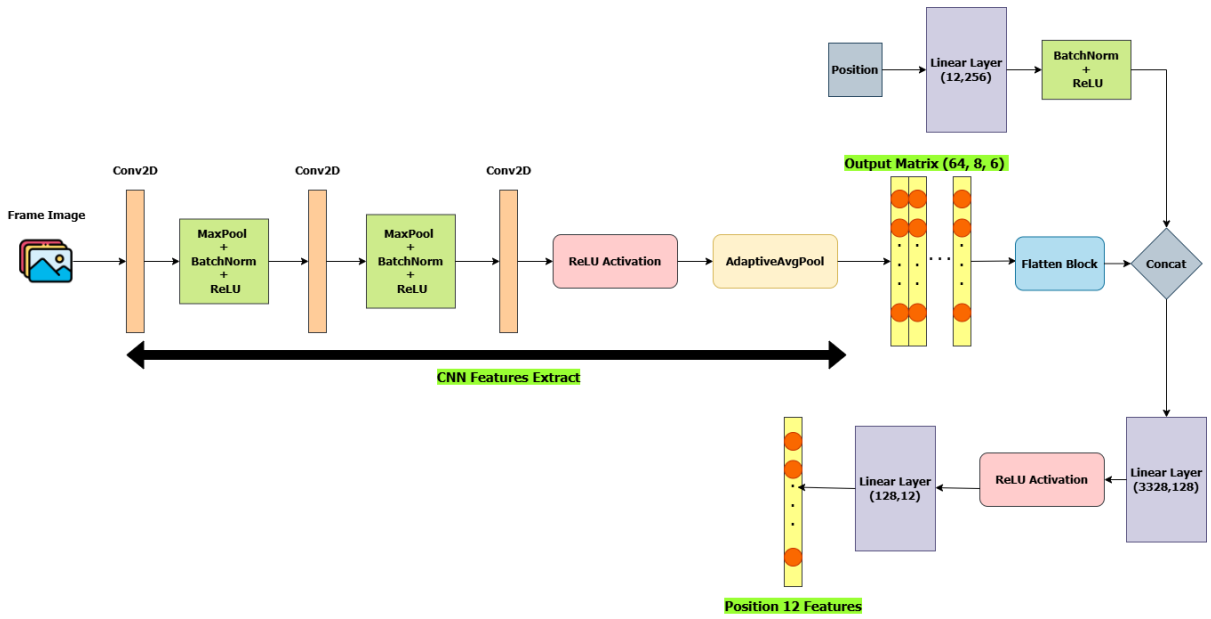 Position
Linear Layer
(12,256)
BatchNorm
+
ReLU
Conv2D
Conv2D
Conv2D
Output Matrix (64, 8, 6)
Frame Image
MaxPool
+
BatchNorm
+
ReLU
MaxPool
+
BatchNorm
+
ReLU
ReLU Activation
AdaptiveAvgPool
Flatten Block
Concat
CNN Features Extract
Linear Layer
(3328,128)
ReLU Activation
Linear Layer
(128,12)
Position 12 Features